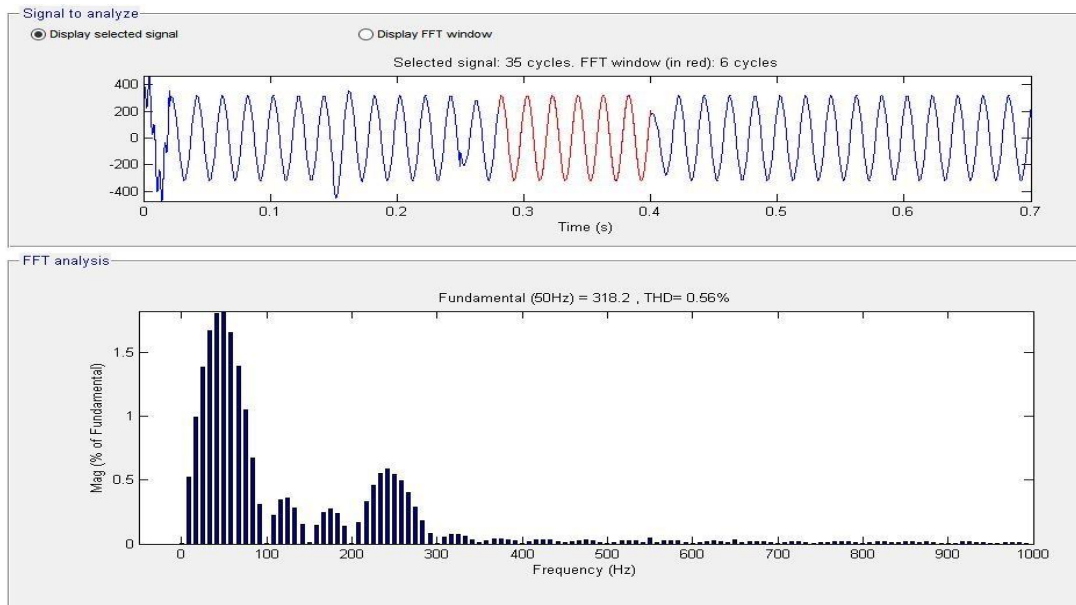 Signal to analyze
Display selected signal Display FFT window
Selected signal: 35 cycles. FFT window (in red): 6 cycles
400
200
0
-200
-400
0 0.1 0.2 0.3 0.4 0.5 0.6 0.7
Time (s)
FFT analysis
Fundamental (50Hz) = 318.2 , THD= 0.56%
Mag (% of Fundamental)
1.5
1
0.5
0
0 100 200 300 400 500 600 700 800 900 1000
Frequency (Hz)